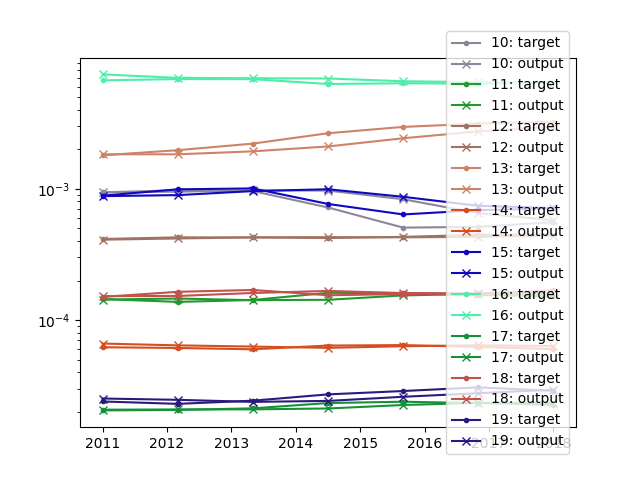 10: target
10: output
11: target
11: output
12: target
12: output
13: target
13: output
14: target
14: output
15: target
15: output
16: target
16: output
17: target
17: output
18: target
18: output
19: target
19: output
10⁻³
10⁻⁴
2011 2012 2013 2014 2015 2016 2017 2018